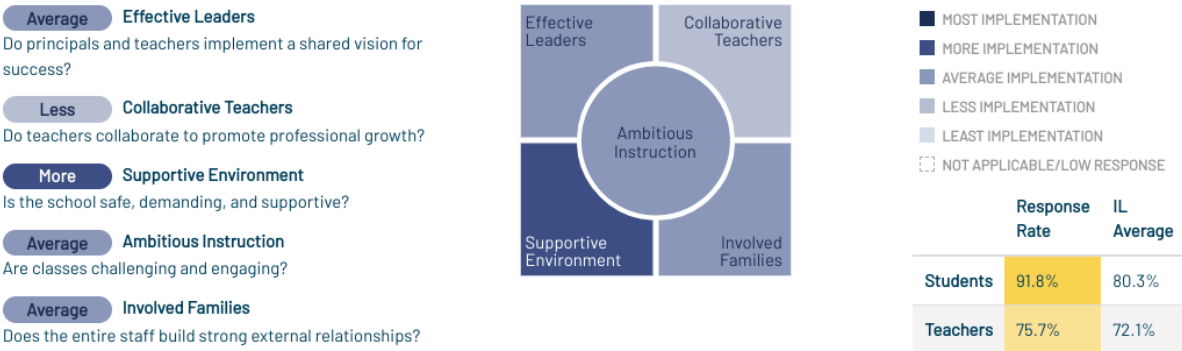 Average Effective Leaders
Do principals and teachers implement a shared vision for
success?
Less Collaborative Teachers
Do teachers collaborate to promote professional growth?
More Supportive Environment
Is the school safe, demanding, and supportive?
Average Ambitious Instruction
Are classes challenging and engaging?
Average Involved Families
Does the entire staff build strong external relationships?
Effective
Leaders
Collaborative
Teachers
Ambitious
Instruction
Supportive
Environment
Involved
Families
MOST IMPLEMENTATION
MORE IMPLEMENTATION
AVERAGE IMPLEMENTATION
LESS IMPLEMENTATION
LEAST IMPLEMENTATION
NOT APPLICABLE/LOW RESPONSE
Response IL
Rate Average
Students 91.8% 80.3%
Teachers 75.7% 72.1%